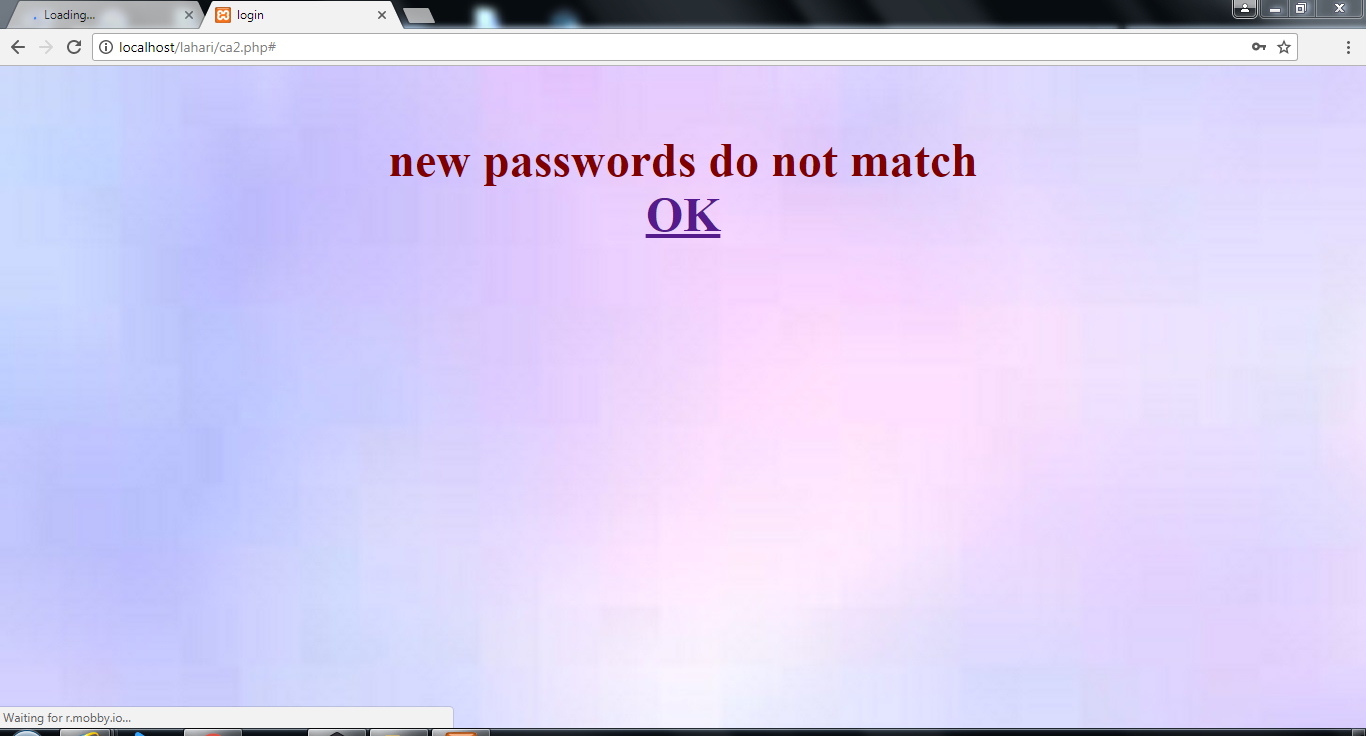 Loading...
login
localhost/lahari/ca2.php#
new passwords do not match
OK
Waiting for r.mobby.io...